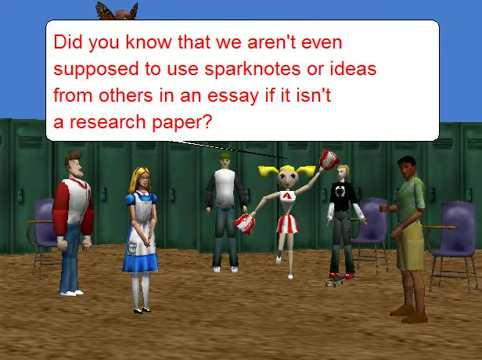 Did you know that we aren't even
supposed to use sparknotes or ideas
from others in an essay if it isn't
a research paper?
A